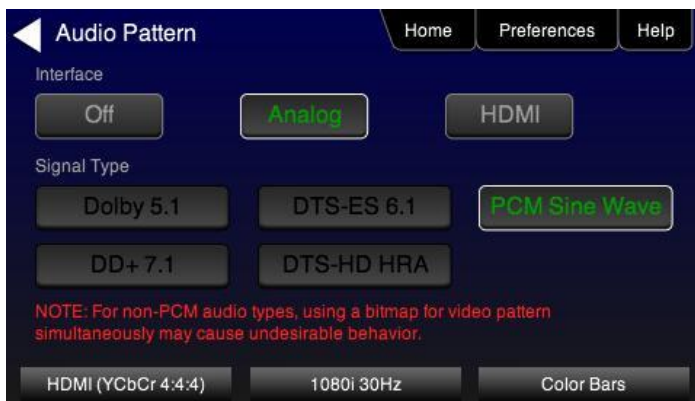 Audio Pattern Home Preferences Help
Interface
Off Analog HDMI
Signal Type
Dolby 5.1 DTS-ES 6.1 PCM Sine Wave
DD+ 7.1 DTS-HD HRA
NOTE: For non-PCM audio types, using a bitmap for video pattern
simultaneously may cause undesirable behavior.
HDMI (YCbCr 4:4:4) 1080i 30Hz Color Bars